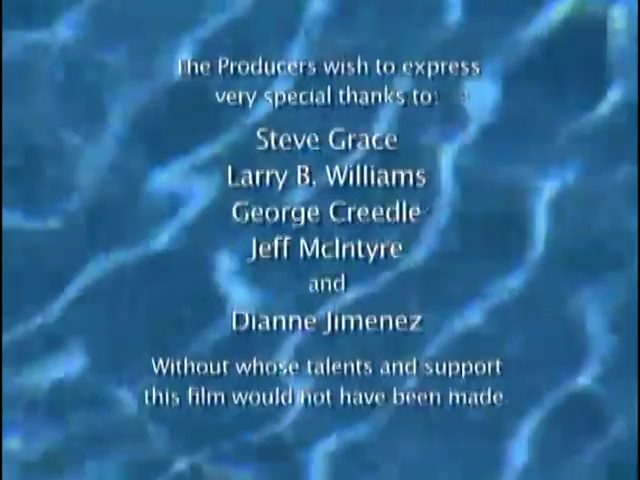 The Producers wish to express
very special thanks to:
Steve Grace
Larry B. Williams
George Creedle
Jeff McIntyre
and
Dianne Jimenez
Without whose talents and support
this film would not have been made